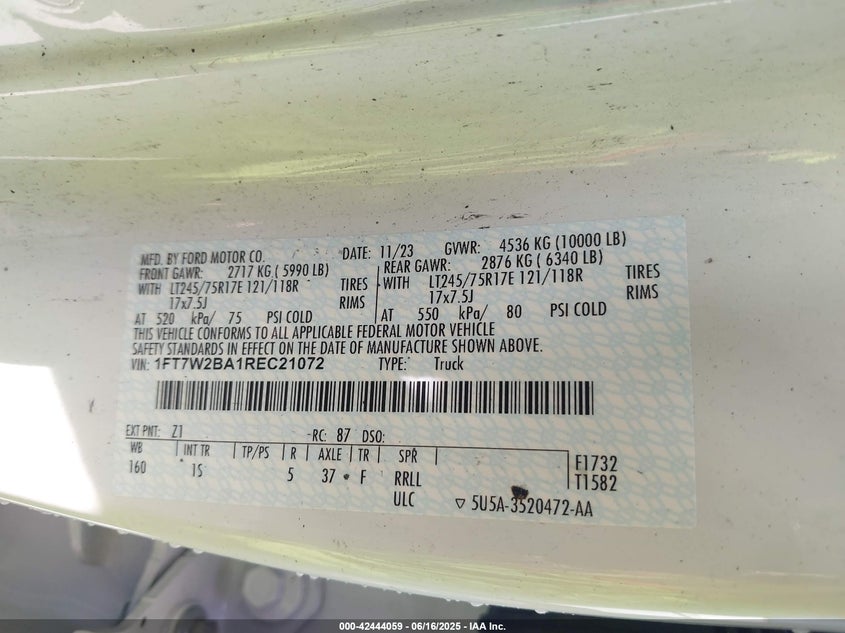 MFD. BY FORD MOTOR CO. DATE: 11/23 GVWR: 4536 KG (10000 LB)
FRONT GAWR: 2717 KG ( 5990 LB) REAR GAWR: 2876 KG ( 6340 LB)
WITH LT245/75R17E 121/118R TIRES WITH LT245/75R17E 121/118R TIRES
17x7.5J RIMS 17x7.5J RIMS
AT 520 kPa/ 75 PSI COLD AT 550 kPa/ 80 PSI COLD
THIS VEHICLE CONFORMS TO ALL APPLICABLE FEDERAL MOTOR VEHICLE
SAFETY STANDARDS IN EFFECT ON THE DATE OF MANUFACTURE SHOWN ABOVE.
VIN: 1FT7W2BA1REC21072 TYPE: Truck
EXT PNT: Z1 RC: 87 DSO:
WB INT TR TP/PS R AXLE TR SPR F1732
160 1S 5 37 F RRLL T1582
ULC 5U5A-3520472-AA
000-42444059 - 06/16/2025 - IAA Inc.